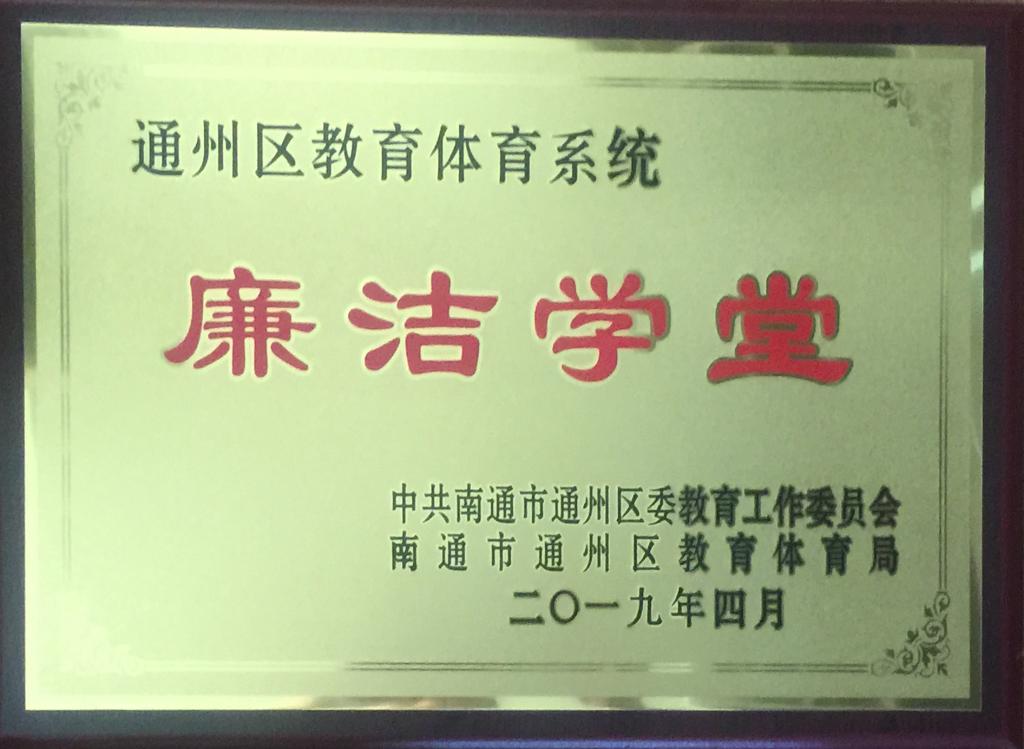 通州区教育体育系统
廉洁学堂
中共南通市通州区委教育工作委员会
南通市通州区教育体育局
二〇一九年四月